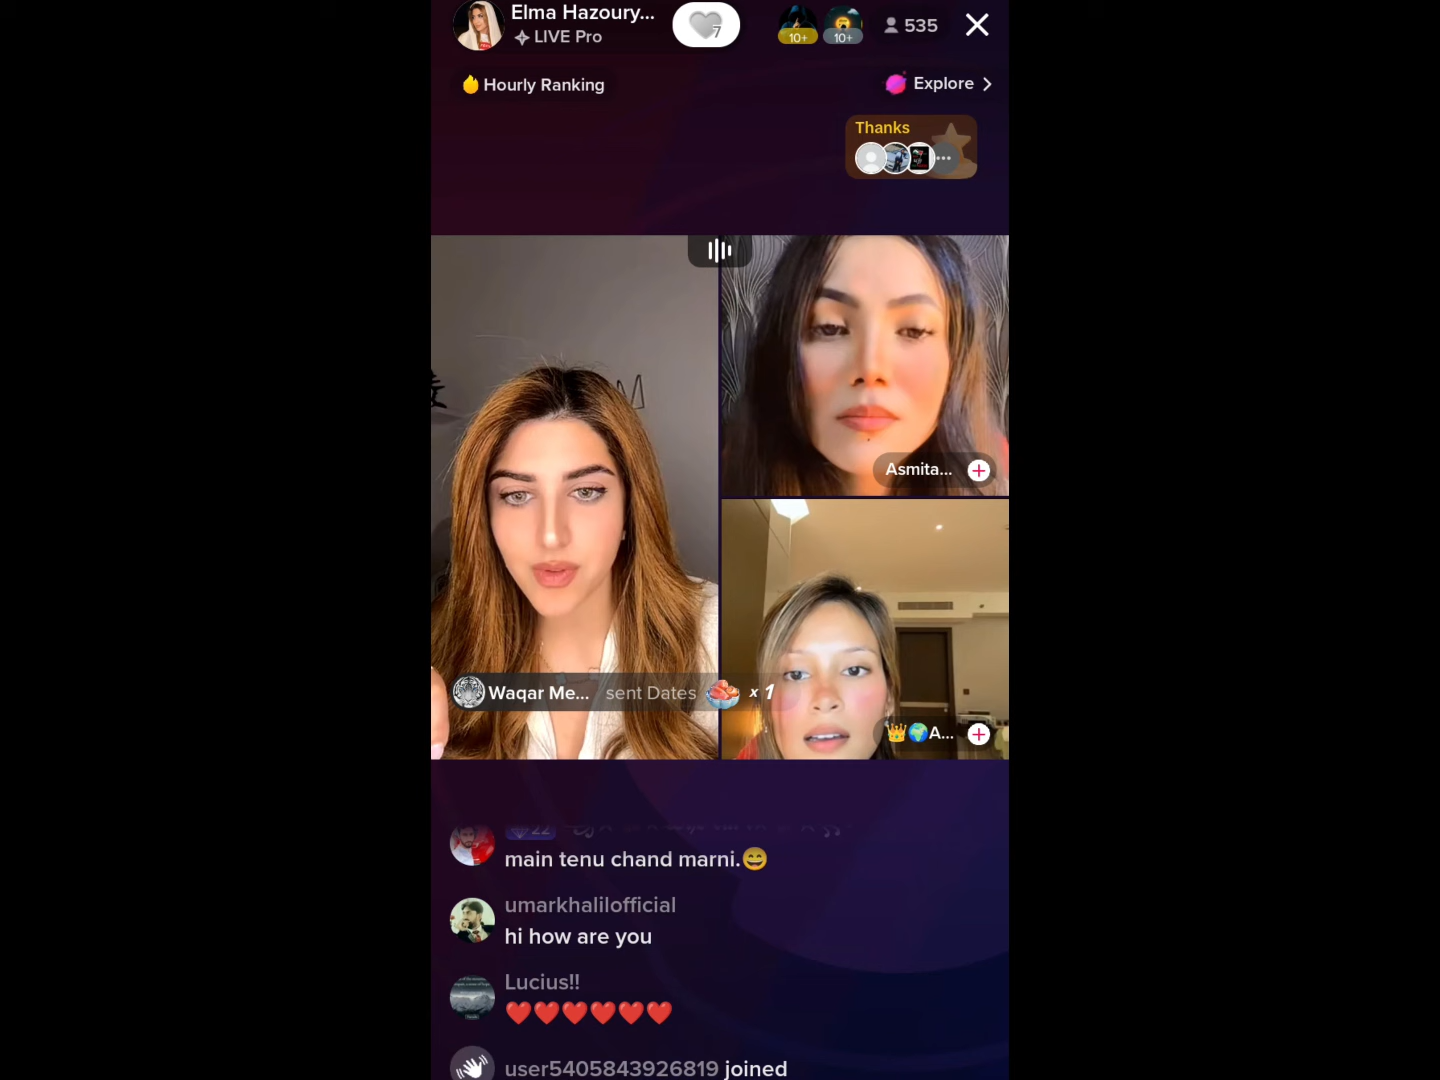 Elma Hazoury...
LIVE Pro
7
10+
10+
535
Hourly Ranking
Explore
Thanks
Asmita...
Waqar Me... sent Dates x 1
A...
22
main tenu chand marni.😄
umarkhalilofficial
hi how are you
Lucius!!
❤️❤️❤️❤️❤️❤️
user5405843926819 joined